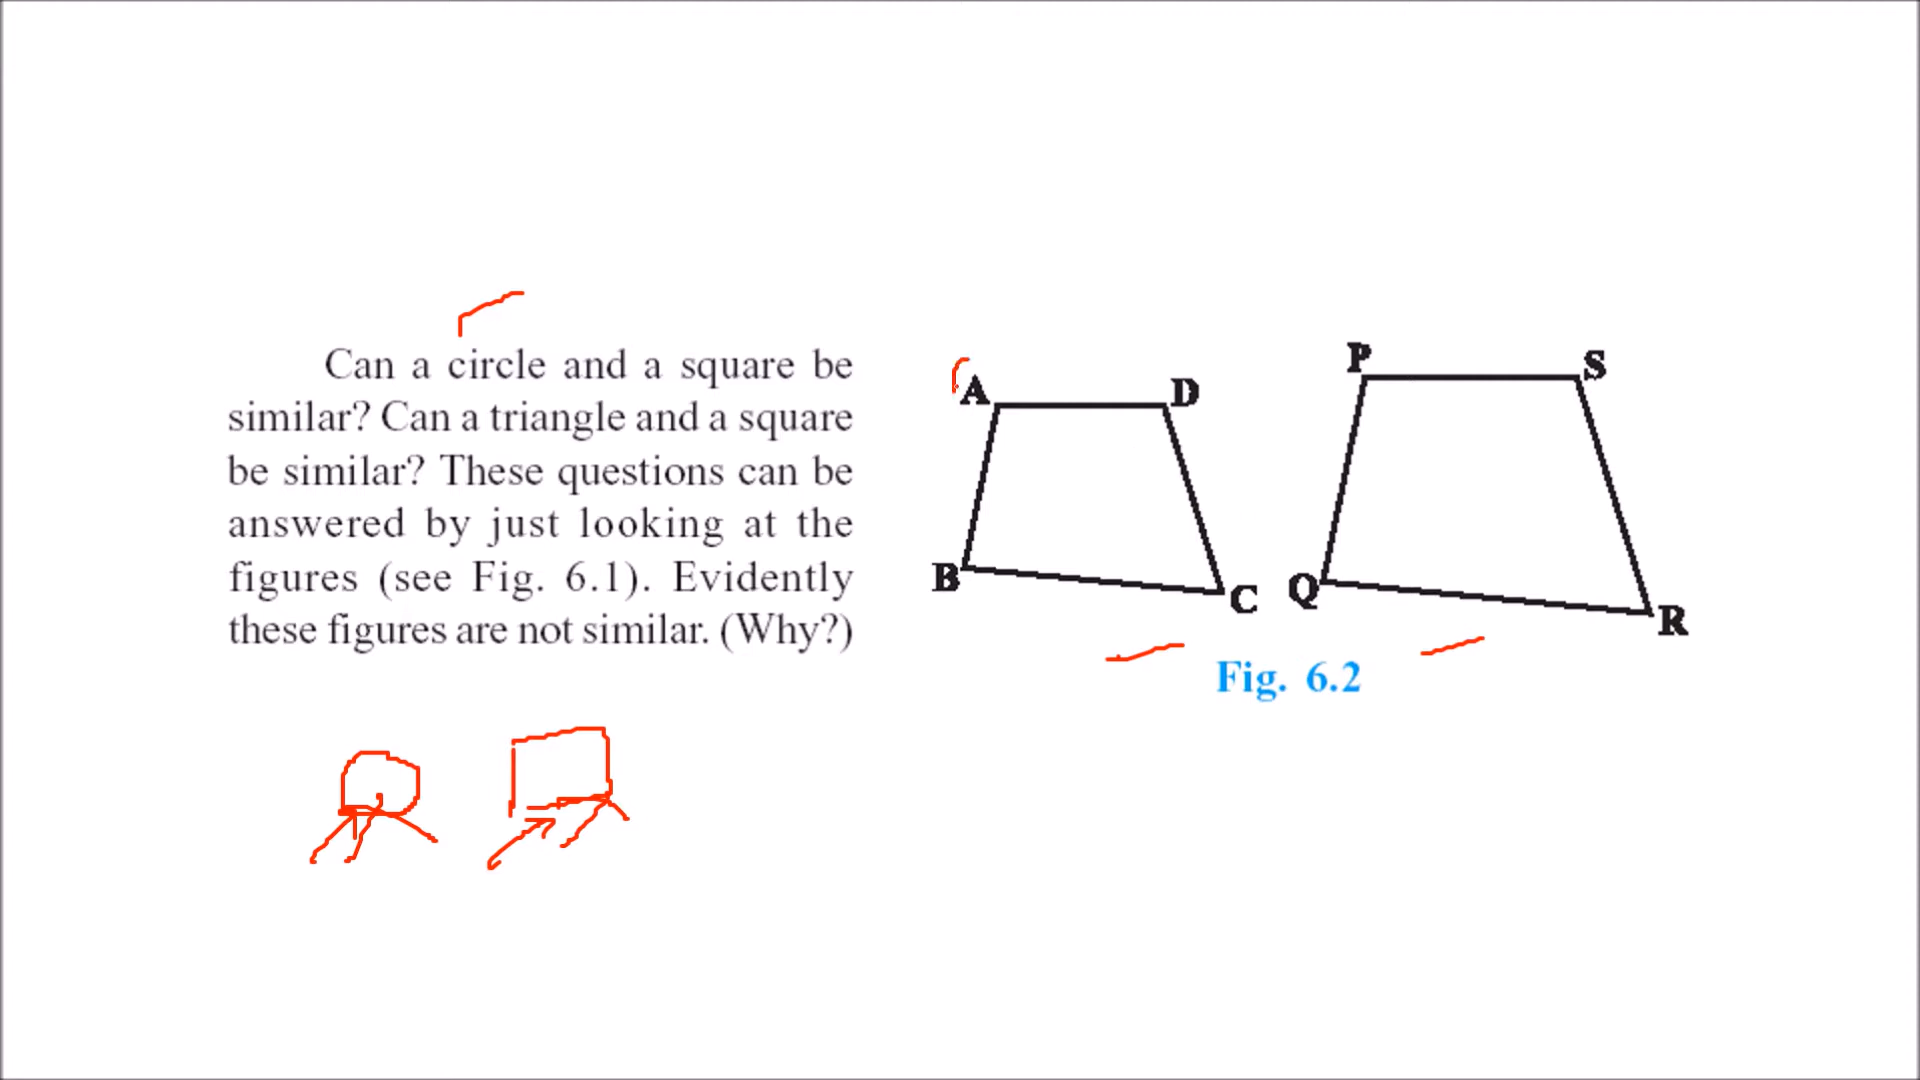 Can a circle and a square be
similar? Can a triangle and a square
be similar? These questions can be
answered by just looking at the
figures (see Fig. 6.1). Evidently
these figures are not similar. (Why?)
A
D
B
C
P
S
Q
R
Fig. 6.2